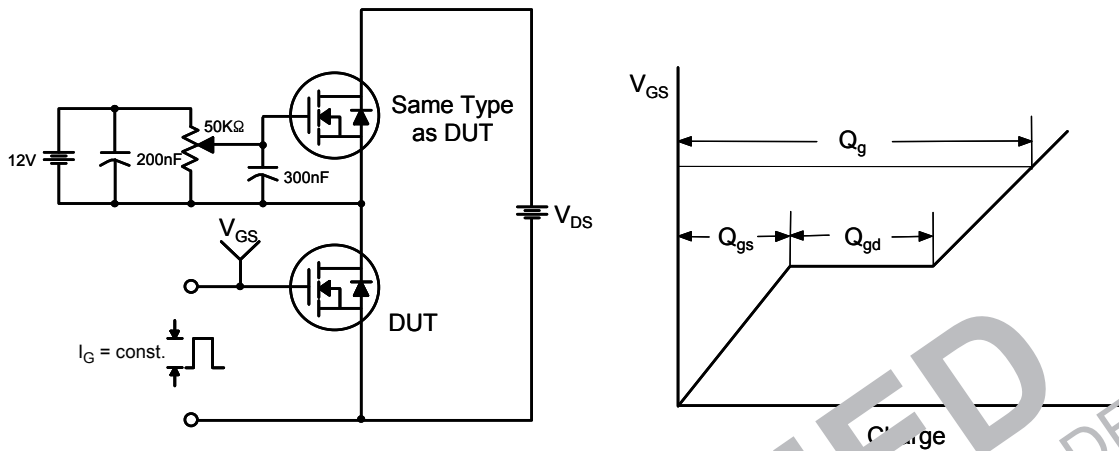 12V
200nF
50KΩ
300nF
Same Type
as DUT
V_DS
V_GS
DUT
I_G = const.
V_GS
Q_g
Q_gs
Q_gd
Charge